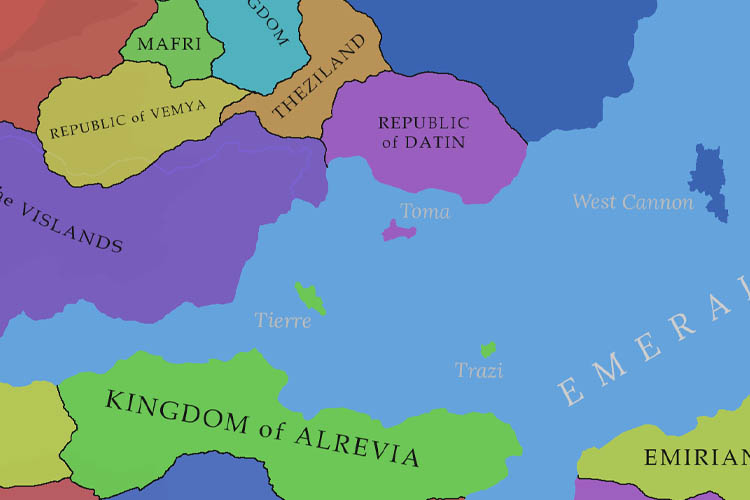 GDOM
MAFRI
THEZILAND
REPUBLIC of VEMYA
REPUBLIC
of DATIN
he VISLANDS
Toma
West Cannon
Tierre
Trazi
EMERAL
KINGDOM of ALREVIA
EMIRIAN